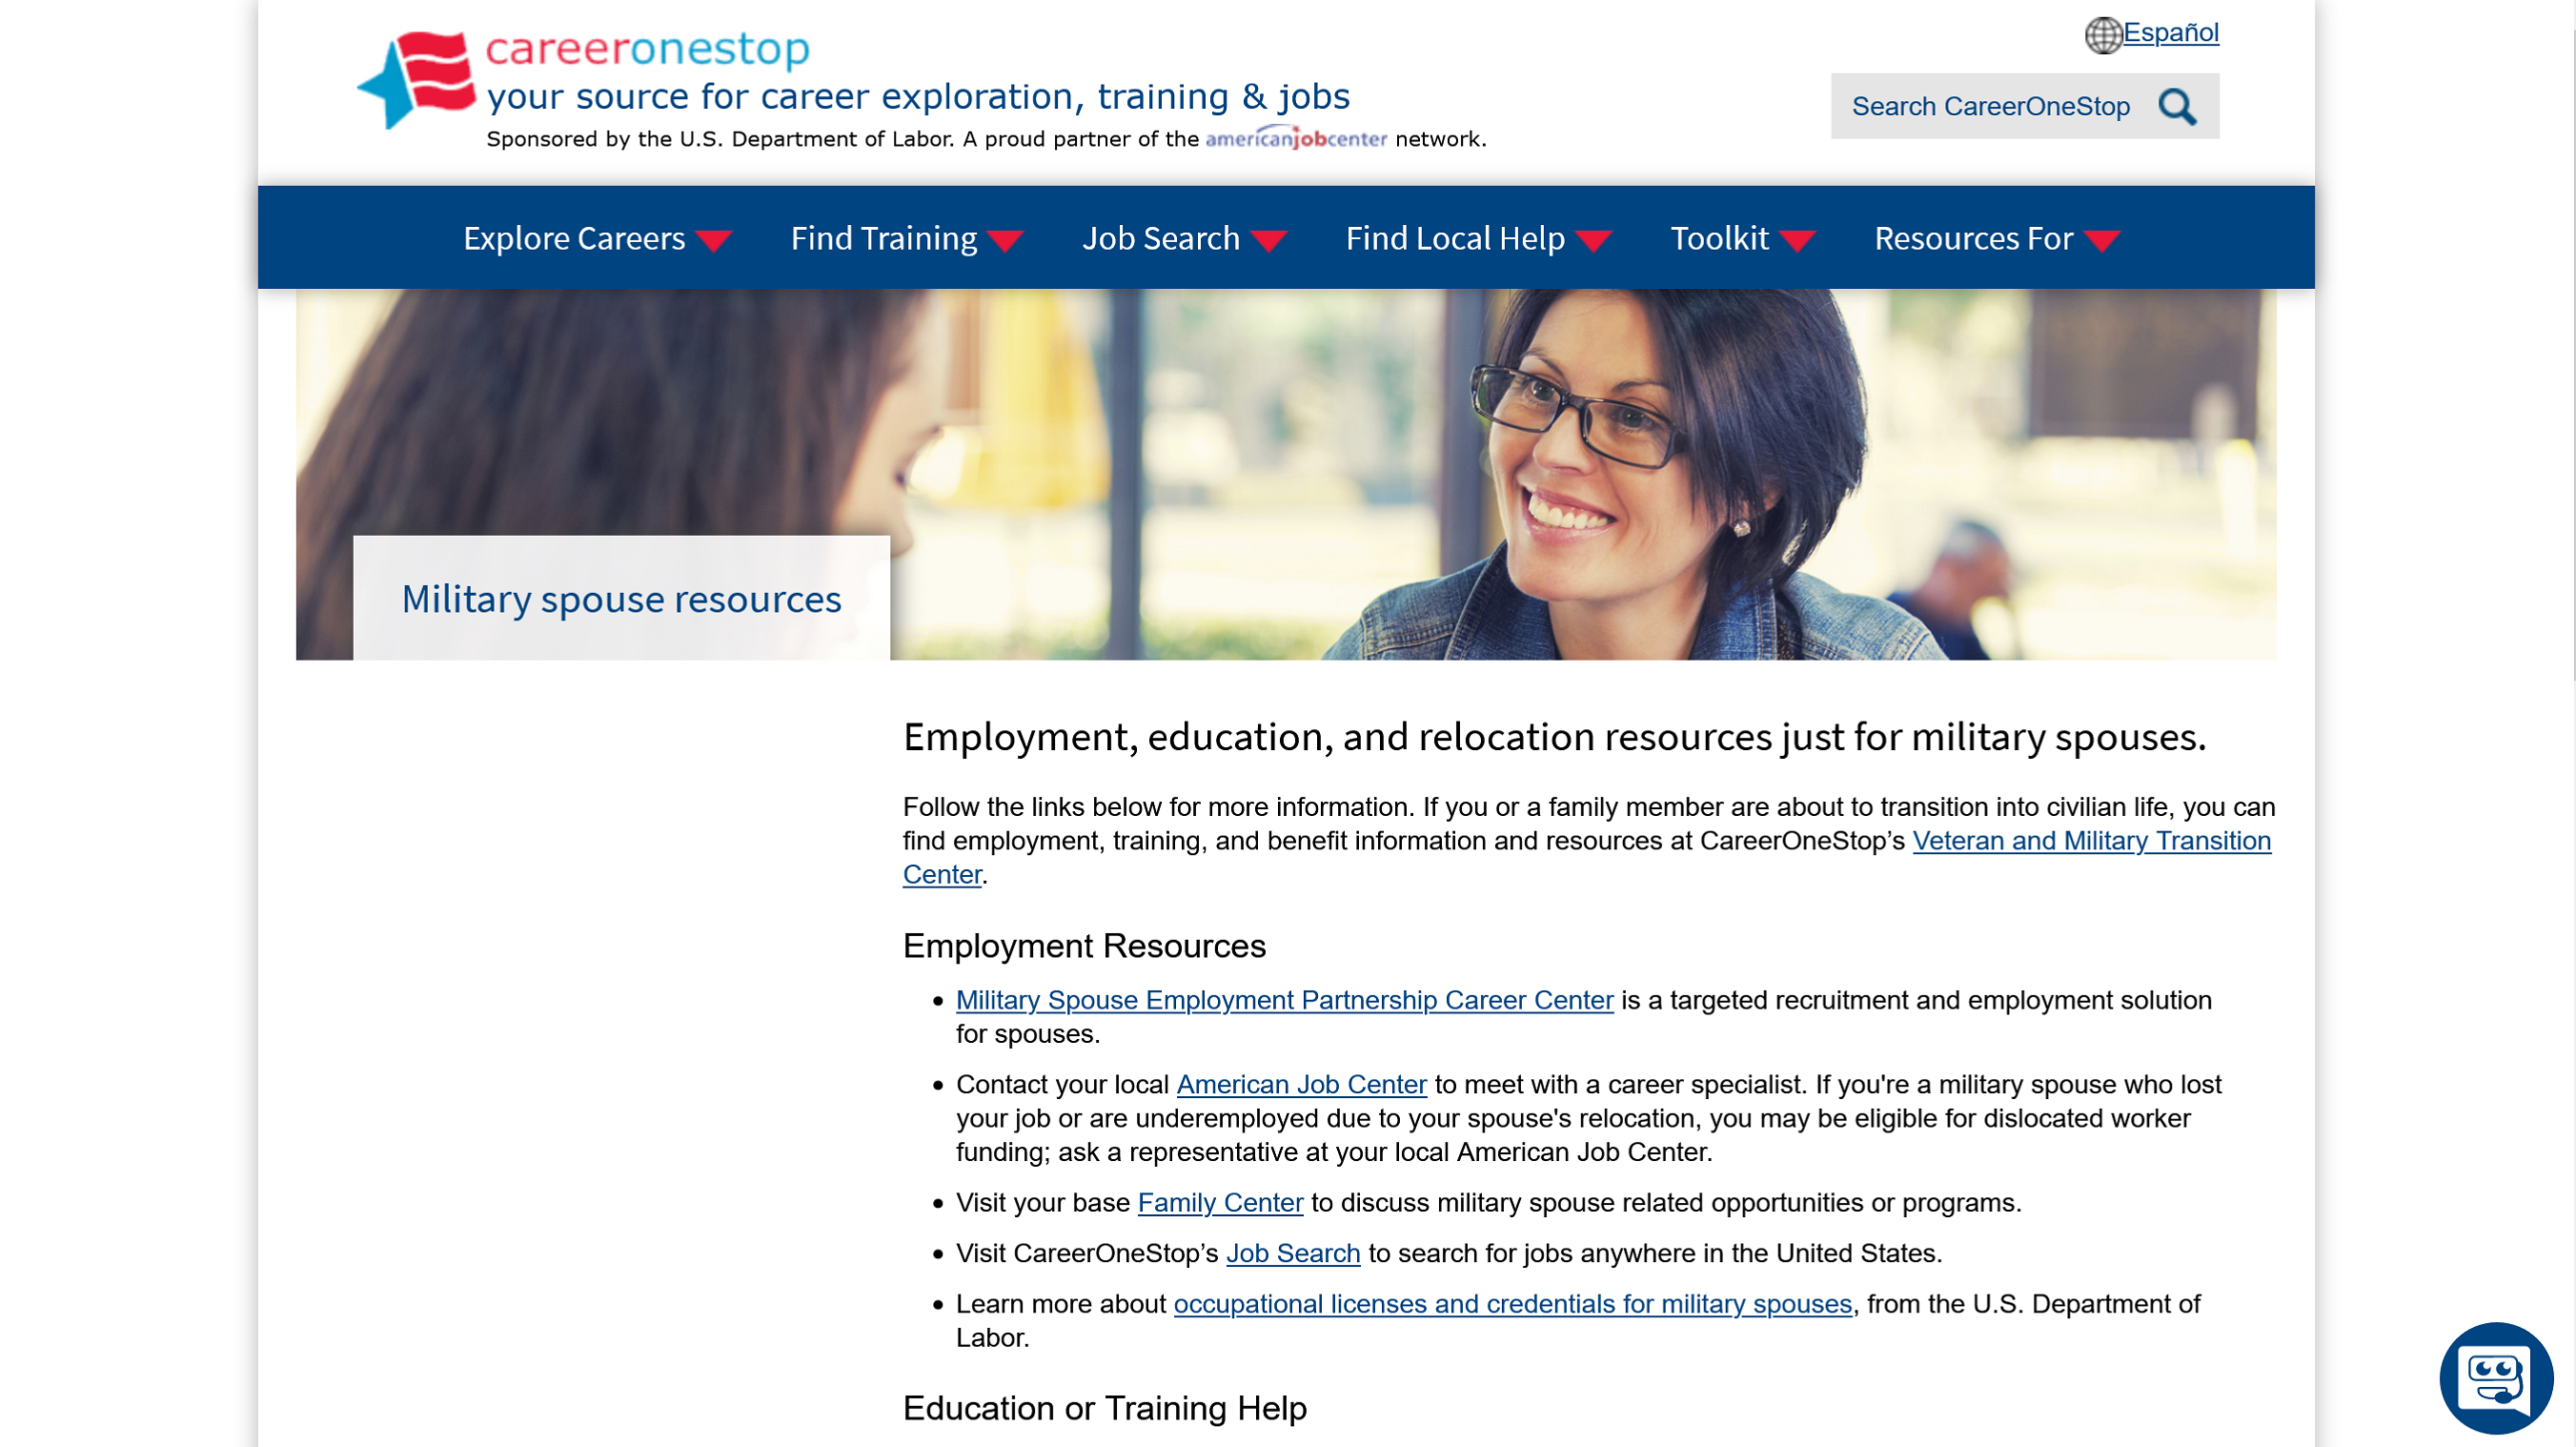 careeronestop
Español
your source for career exploration, training & jobs
Search CareerOneStop
Sponsored by the U.S. Department of Labor. A proud partner of the americanjobcenter network.
Explore Careers Find Training Job Search Find Local Help Toolkit Resources For
Military spouse resources
Employment, education, and relocation resources just for military spouses.
Follow the links below for more information. If you or a family member are about to transition into civilian life, you can
find employment, training, and benefit information and resources at CareerOneStop’s Veteran and Military Transition
Center.
Employment Resources
• Military Spouse Employment Partnership Career Center is a targeted recruitment and employment solution
for spouses.
• Contact your local American Job Center to meet with a career specialist. If you're a military spouse who lost
your job or are underemployed due to your spouse's relocation, you may be eligible for dislocated worker
funding; ask a representative at your local American Job Center.
• Visit your base Family Center to discuss military spouse related opportunities or programs.
• Visit CareerOneStop’s Job Search to search for jobs anywhere in the United States.
• Learn more about occupational licenses and credentials for military spouses, from the U.S. Department of
Labor.
Education or Training Help